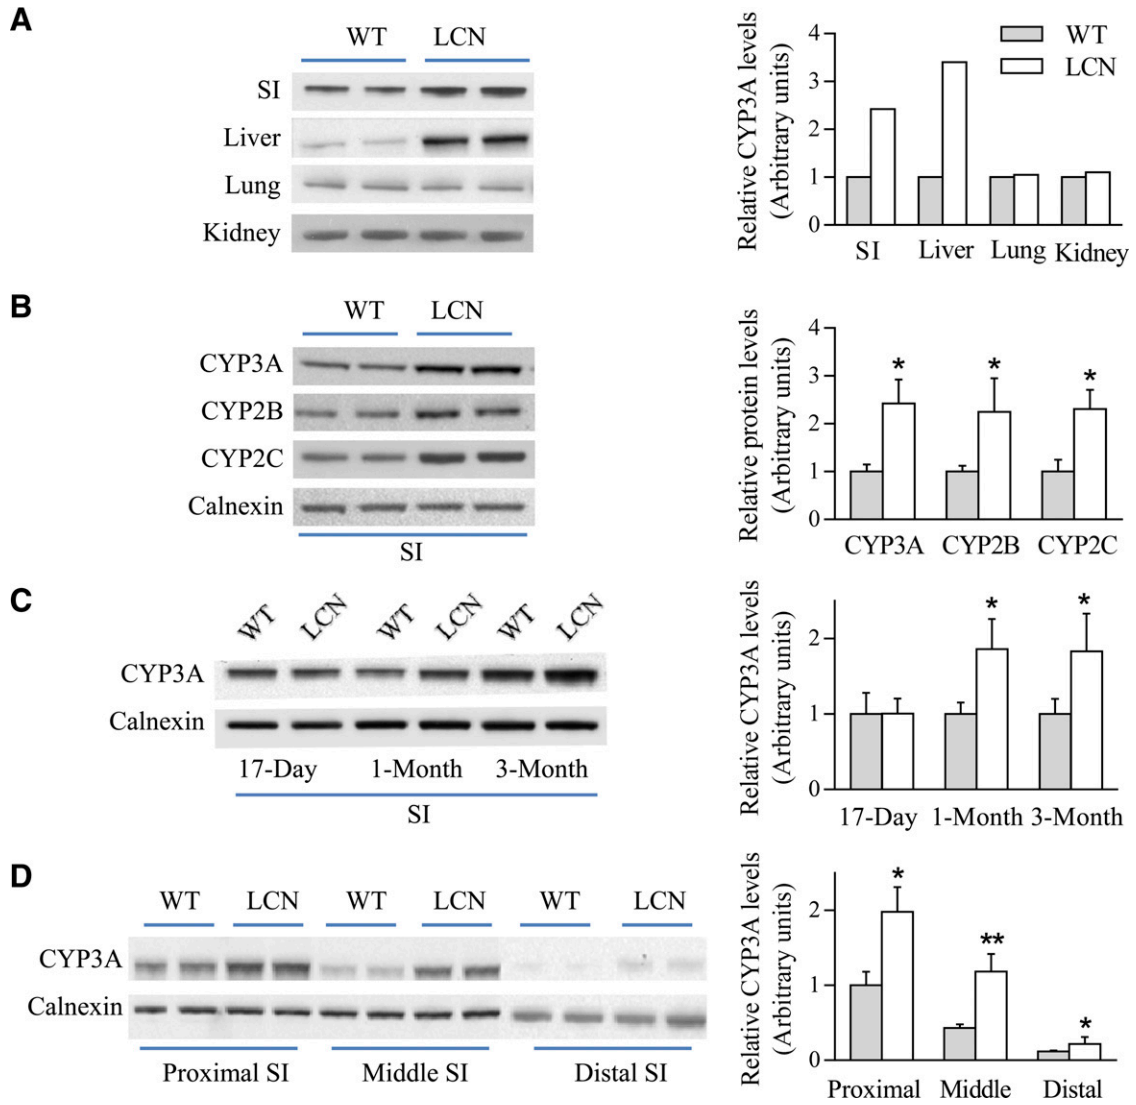 A
WT LCN
SI
Liver
Lung
Kidney
Relative CYP3A levels
(Arbitrary units)
4
3
2
1
0
WT
LCN
SI Liver Lung Kidney
B
WT LCN
CYP3A
CYP2B
CYP2C
Calnexin
SI
Relative protein levels
(Arbitrary units)
4
3
2
1
0
* * *
CYP3A CYP2B CYP2C
C
WT LCN WT LCN WT LCN
CYP3A
Calnexin
17-Day 1-Month 3-Month
SI
Relative CYP3A levels
(Arbitrary units)
2
1
0
* *
17-Day 1-Month 3-Month
D
WT LCN WT LCN WT LCN
CYP3A
Calnexin
Proximal SI Middle SI Distal SI
Relative CYP3A levels
(Arbitrary units)
2
1
0
* ** *
Proximal Middle Distal